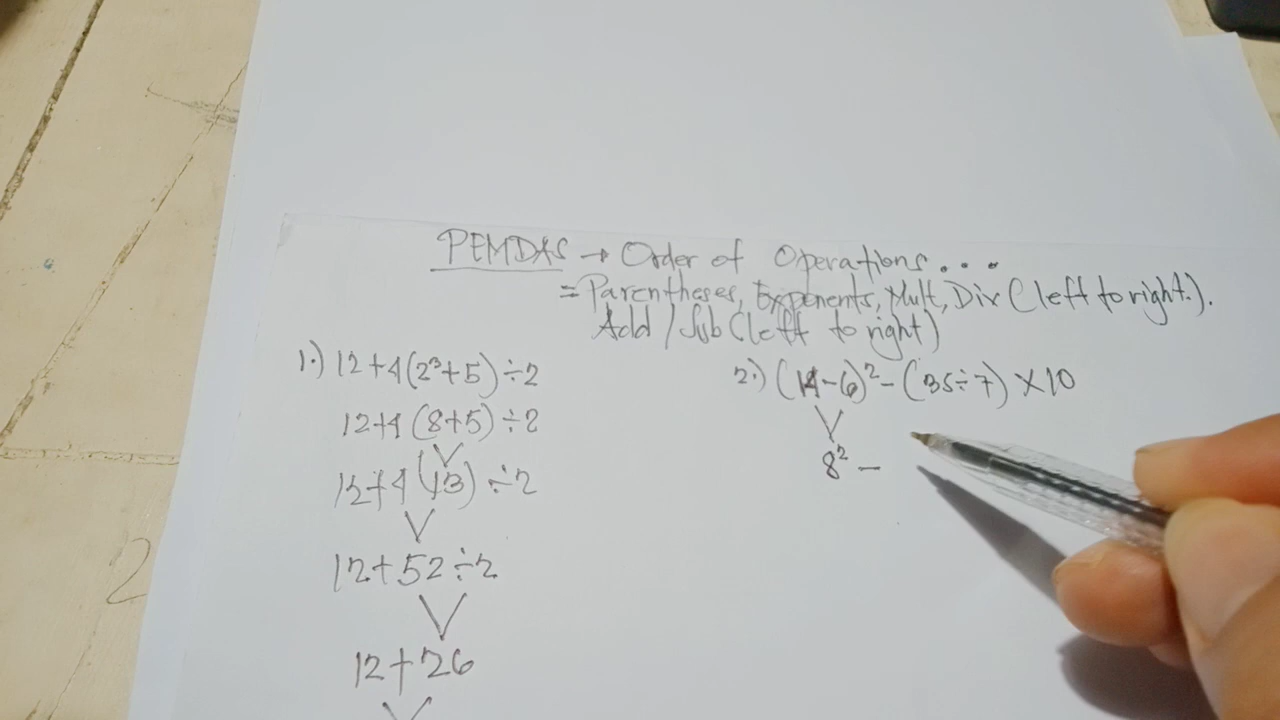 PEMDAS → Order of Operations...
= Parentheses, Exponents, Mult, Div (left to right.).
Add / Sub (left to right)
1.) 12+4(2³+5)÷2
12+4 (8+5)÷2
12+4 (13) ÷2
12+52÷2
12+26
2.) (14-6)²-(35÷7) ×10
8² -
2